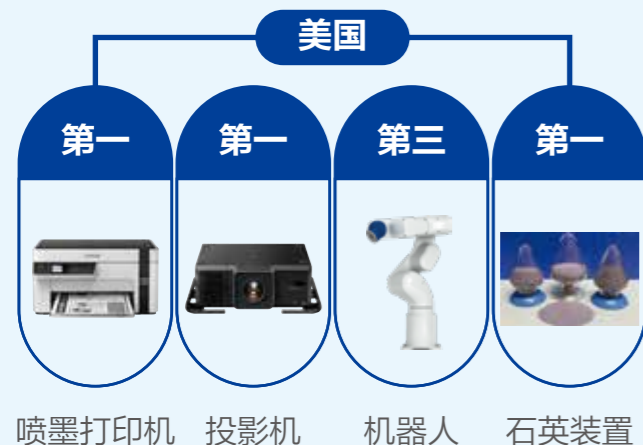 美国
第一 第一 第三 第一
喷墨打印机 投影机 机器人 石英装置